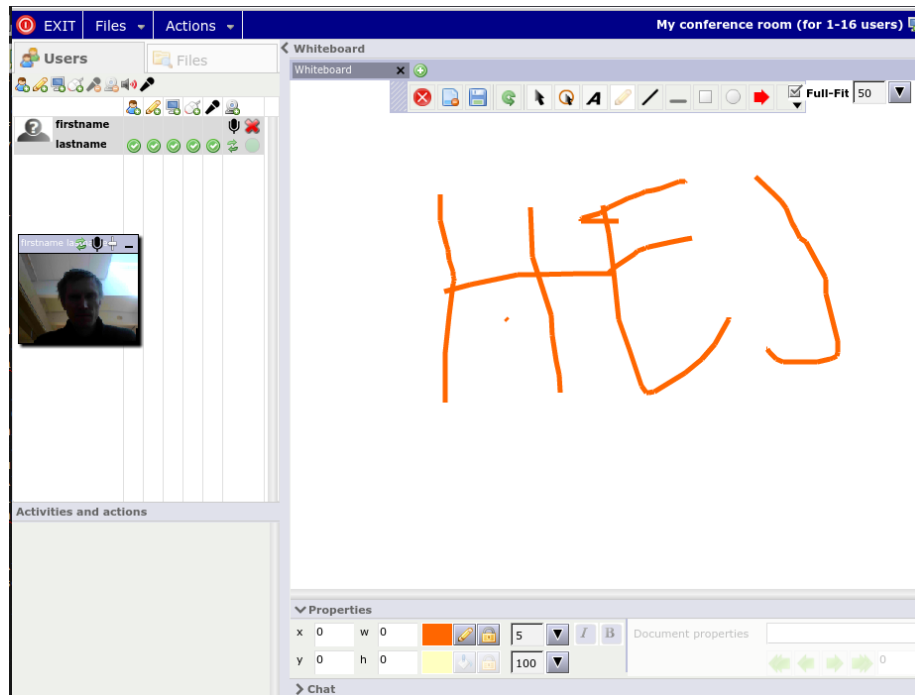 EXIT Files Actions My conference room (for 1-16 users)
Users Files
firstname
lastname
firstname
Activities and actions
Whiteboard
Whiteboard
A Full-Fit 50
HEJ
Properties
x 0 w 0 5 I B Document properties
y 0 h 0 100 0
Chat